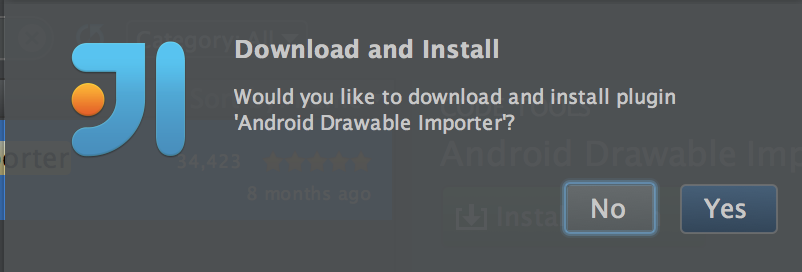 Category: All
Download and Install
Would you like to download and install plugin
'Android Drawable Importer'?
orter
34,423
Android Drawable Imp
8 months ago
Install
No
Yes